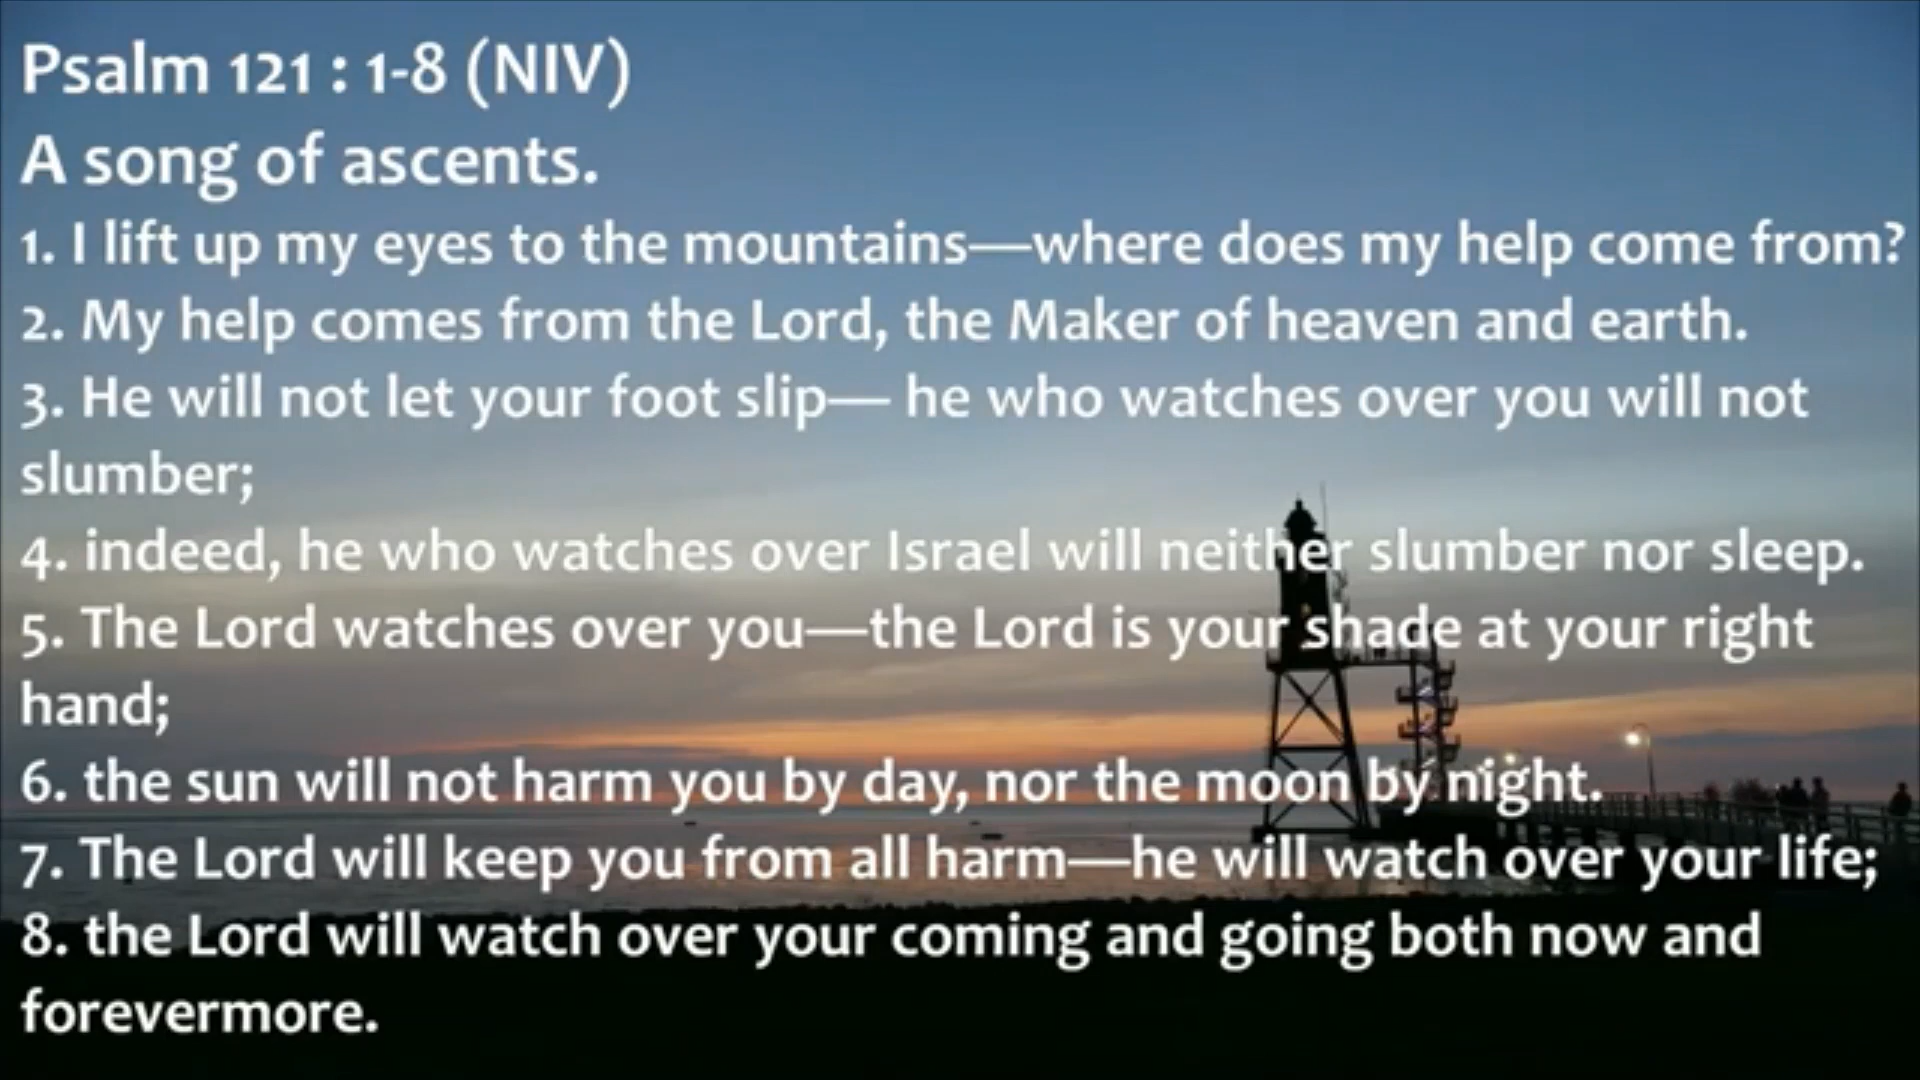 Psalm 121 : 1-8 (NIV)
A song of ascents.
1. I lift up my eyes to the mountains—where does my help come from?
2. My help comes from the Lord, the Maker of heaven and earth.
3. He will not let your foot slip— he who watches over you will not
slumber;
4. indeed, he who watches over Israel will neither slumber nor sleep.
5. The Lord watches over you—the Lord is your shade at your right
hand;
6. the sun will not harm you by day, nor the moon by night.
7. The Lord will keep you from all harm—he will watch over your life;
8. the Lord will watch over your coming and going both now and
forevermore.